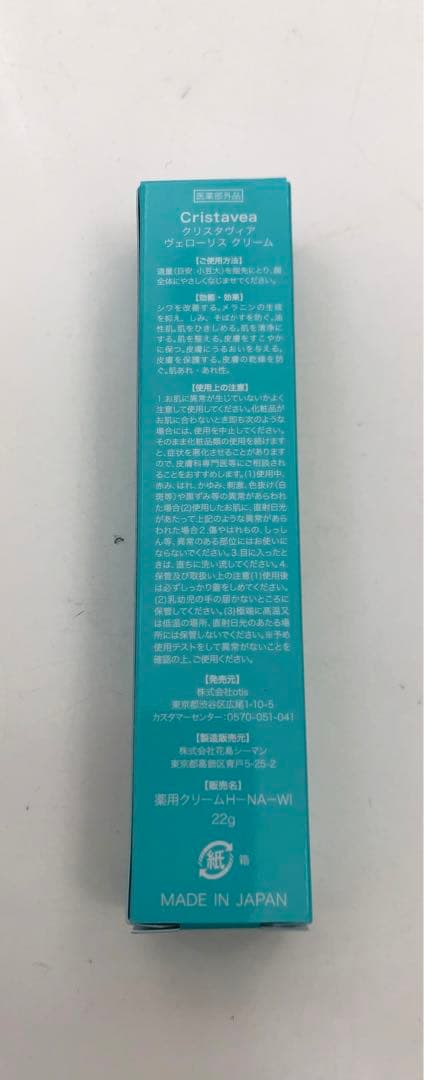 医薬部外品
Cristavea
クリスタヴィア
ヴェローリス クリーム
【ご使用方法】
適量(目安:小豆大)を指先にとり、顔
全体にやさしくなじませてください。
【効能・効果】
シワを改善する。メラニンの生成
を抑え、しみ、そばかすを防ぐ。油
性肌。肌をひきしめる。肌を清浄に
する。肌を整える。皮膚をすこやか
に保つ。皮膚にうるおいを与える。
皮膚を保護する。皮膚の乾燥を防
ぐ。肌あれ・あれ性。
【使用上の注意】
1.お肌に異常が生じていないかよく
注意して使用してください。化粧品が
お肌に合わないとき即ち次のような
場合には、使用を中止してください。
そのまま化粧品類の使用を続けます
と、症状を悪化させることがあります
ので、皮膚科専門医等にご相談され
ることをおすすめします。(1)使用中、
赤み、はれ、かゆみ、刺激、色抜け(白
斑等)や黒ずみ等の異常があらわれ
た場合(2)使用したお肌に、直射日光
があたって上記のような異常があら
われた場合2.傷やはれもの、しっし
ん等、異常のある部位にはお使いに
ならないでください。3.目に入ったと
きは、直ちに洗い流してください。4.
保管及び取扱い上の注意(1)使用後
は必ずしっかり蓋をしめてください。
(2)乳幼児の手の届かないところに
保管してください。(3)極端に高温又
は低温の場所、直射日光のあたる場
所には保管しないでください。※予め
使用テストをして異常がないことを
確認の上、ご使用ください。
【発売元】
株式会社otis
東京都渋谷区広尾1-10-5
カスタマーセンター:0570-051-041
【製造販売元】
株式会社花島シーマン
東京都葛飾区青戸5-25-2
【販売名】
薬用クリームH-NA-WI
22g
紙 箱
MADE IN JAPAN